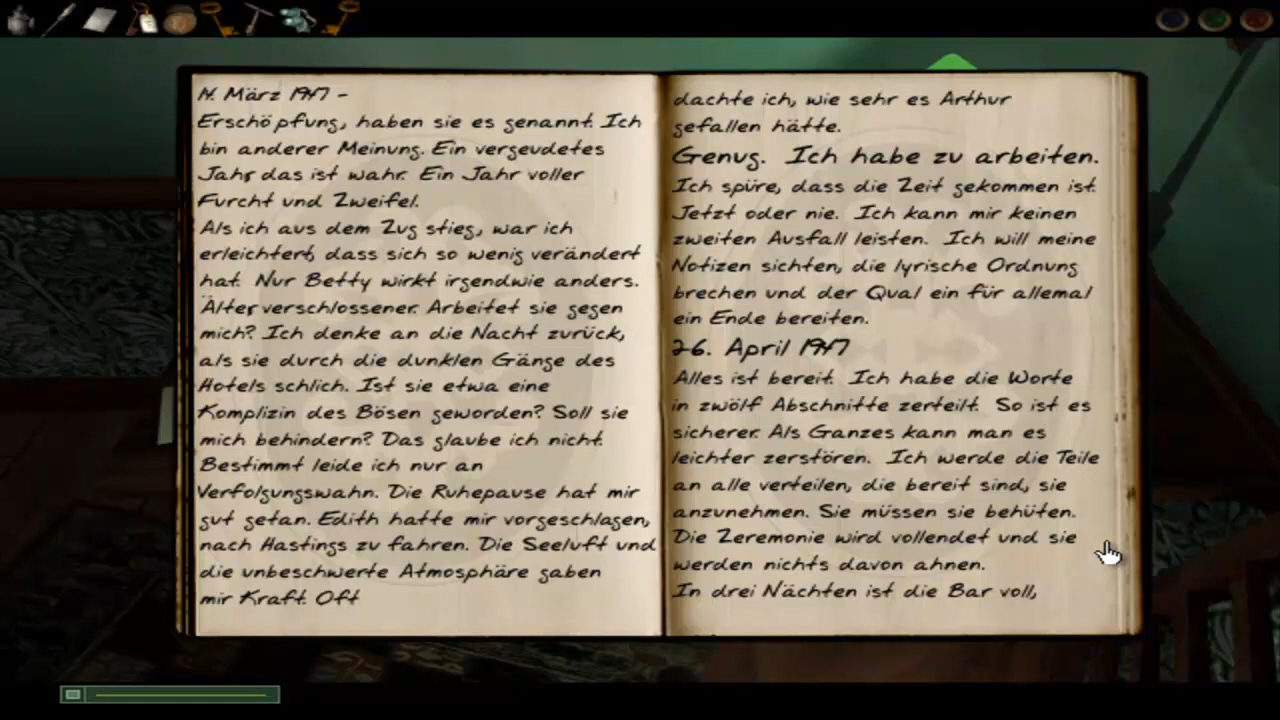 14. März 1947 -
Erschöpfung, haben sie es genannt. Ich
bin anderer Meinung. Ein vergeudetes
Jahr, das ist wahr. Ein Jahr voller
Furcht und Zweifel.
Als ich aus dem Zug stieg, war ich
erleichtert, dass sich so wenig verändert
hat. Nur Betty wirkt irgendwie anders.
Älter, verschlossener. Arbeitet sie gegen
mich? Ich denke an die Nacht zurück,
als sie durch die dunklen Gänge des
Hotels schlich. Ist sie etwa eine
Komplizin des Bösen geworden? Soll sie
mich behindern? Das glaube ich nicht.
Bestimmt leide ich nur an
Verfolgungswahn. Die Ruhepause hat mir
gut getan. Edith hatte mir vorgeschlagen,
nach Hastings zu fahren. Die Seeluft und
die unbeschwerte Atmosphäre gaben
mir Kraft. Oft
dachte ich, wie sehr es Arthur
gefallen hätte.
Genug. Ich habe zu arbeiten.
Ich spüre, dass die Zeit gekommen ist.
Jetzt oder nie. Ich kann mir keinen
zweiten Ausfall leisten. Ich will meine
Notizen sichten, die lyrische Ordnung
brechen und der Qual ein für allemal
ein Ende bereiten.
26. April 1947
Alles ist bereit. Ich habe die Worte
in zwölf Abschnitte zerteilt. So ist es
sicherer. Als Ganzes kann man es
leichter zerstören. Ich werde die Teile
an alle verteilen, die bereit sind, sie
anzunehmen. Sie müssen sie behüten.
Die Zeremonie wird vollendet und sie
werden nichts davon ahnen.
In drei Nächten ist die Bar voll,